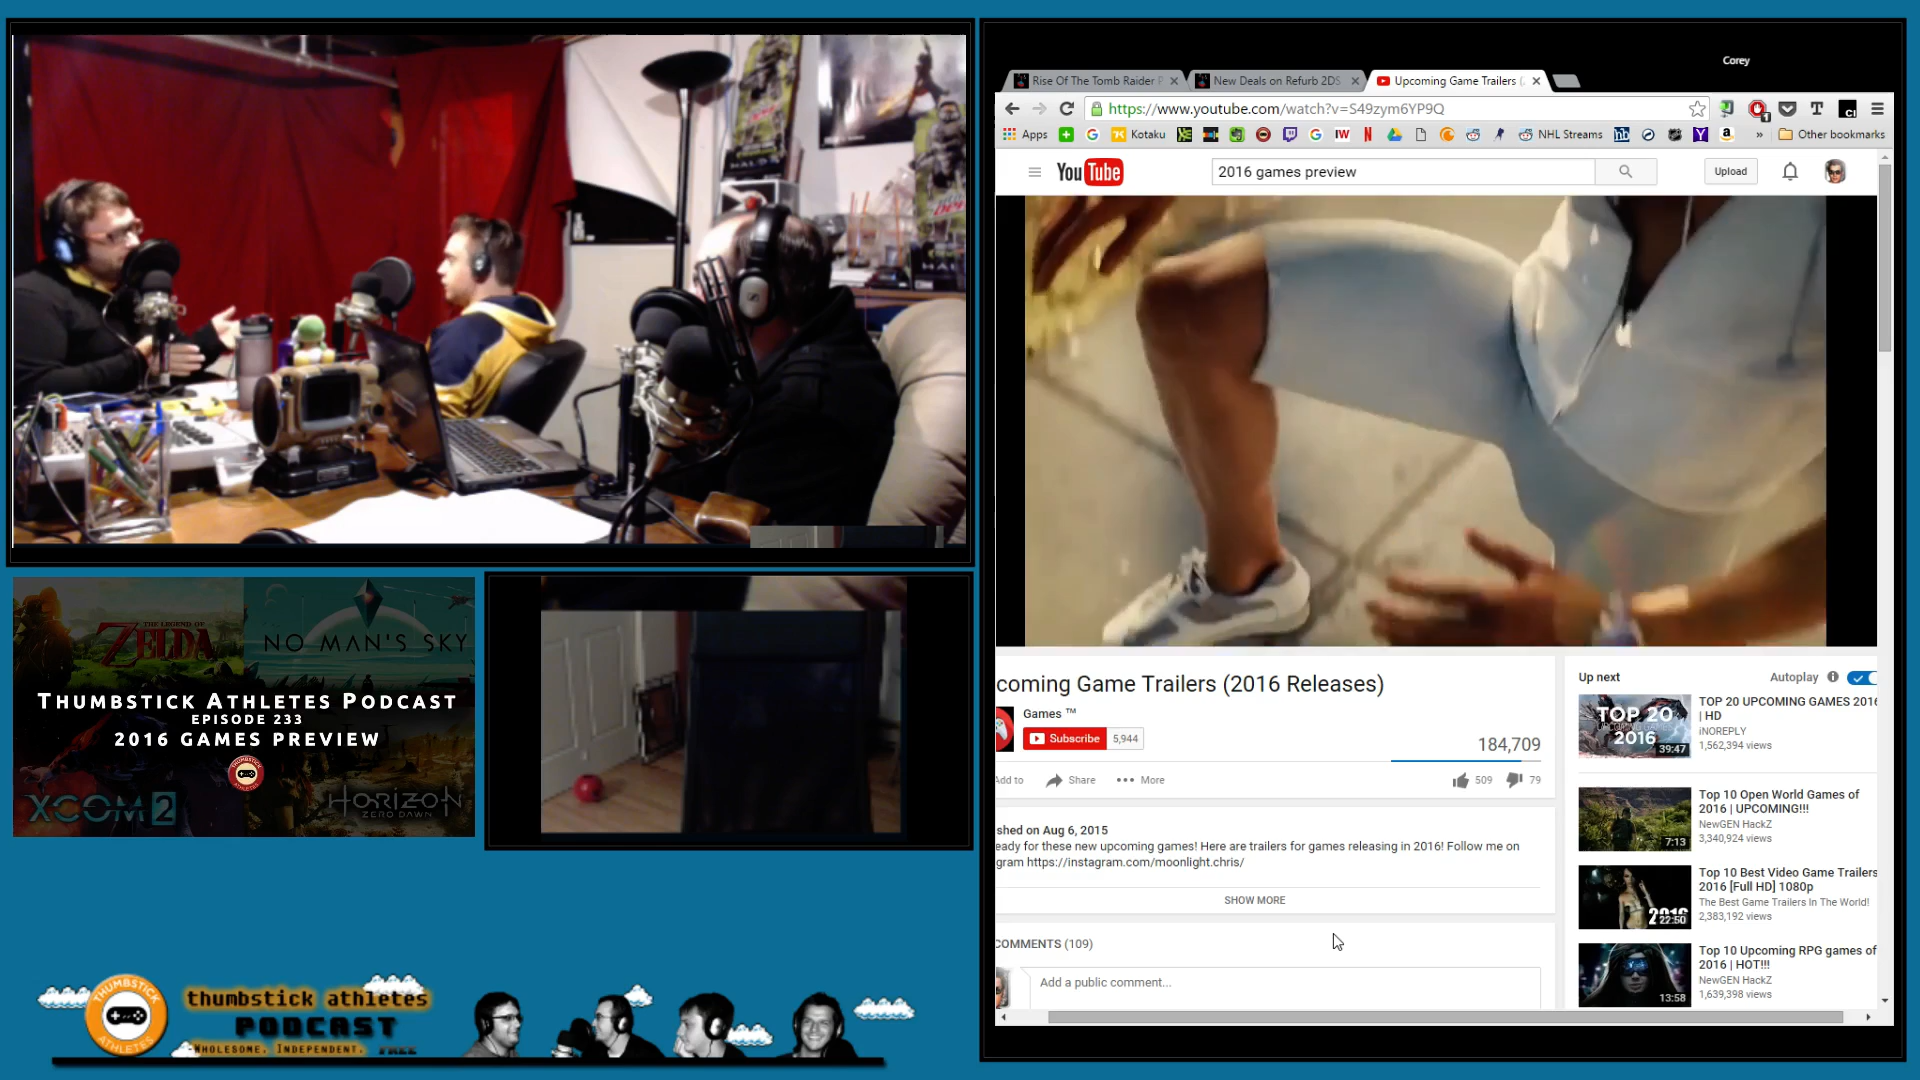 Corey
Rise Of The Tomb Raider P
New Deals on Refurb 2DS
Upcoming Game Trailers (
https://www.youtube.com/watch?v=S49zym6YP9Q
Apps
Kotaku
IW
NHL Streams
»
Other bookmarks
YouTube
2016 games preview
Upload
HALO
THE LEGEND OF
ZELDA
NO MAN'S SKY
THUMBSTICK ATHLETES PODCAST
EPISODE 233
2016 GAMES PREVIEW
XCOM 2
HORIZON
ZERO DAWN
coming Game Trailers (2016 Releases)
Games ™
Subscribe
5,944
184,709
Add to
Share
More
509
79
shed on Aug 6, 2015
eady for these new upcoming games! Here are trailers for games releasing in 2016! Follow me on
gram https://instagram.com/moonlight.chris/
SHOW MORE
COMMENTS (109)
Add a public comment...
Up next
Autoplay
TOP 20
2016
39:47
TOP 20 UPCOMING GAMES 2016
| HD
iNOREPLY
1,562,394 views
7:13
Top 10 Open World Games of
2016 | UPCOMING!!!
NewGEN HackZ
3,340,924 views
2016
22:50
Top 10 Best Video Game Trailers
2016 [Full HD] 1080p
The Best Game Trailers In The World!
2,383,192 views
13:58
Top 10 Upcoming RPG games of
2016 | HOT!!!
NewGEN HackZ
1,639,398 views
THUMBSTICK
ATHLETES
thumbstick athletes
PODCAST
WHOLESOME. INDEPENDENT. FREE